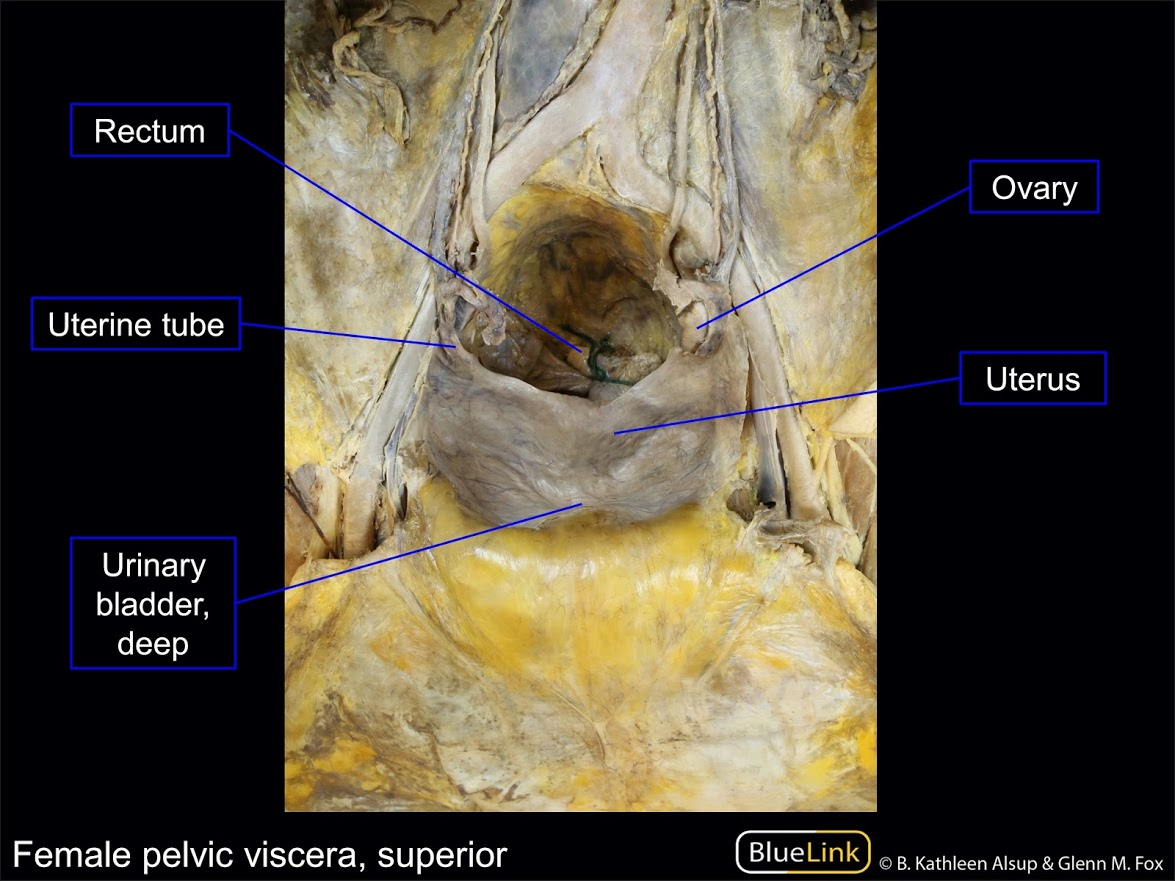 Rectum
Ovary
Uterine tube
Uterus
Urinary
bladder,
deep
Female pelvic viscera, superior
BlueLink
© B. Kathleen Alsup & Glenn M. Fox